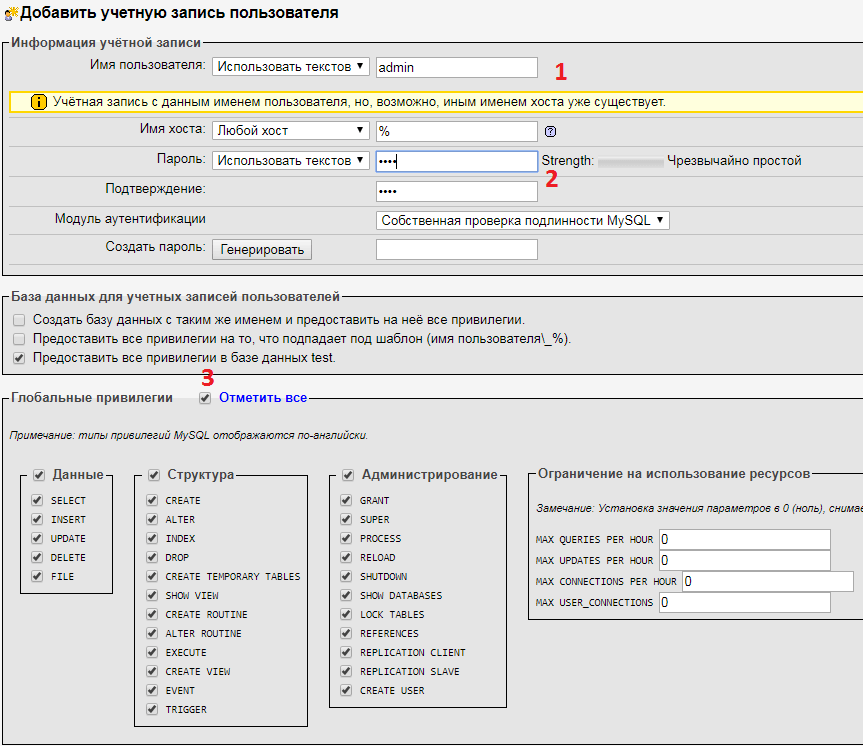 Добавить учетную запись пользователя
Информация учётной записи
Имя пользователя: Использовать текстов admin 1
Учётная запись с данным именем пользователя, но, возможно, иным именем хоста уже существует.
Имя хоста: Любой хост %
Пароль: Использовать текстов •••• Strength: Чрезвычайно простой
2
Подтверждение: ••••
Модуль аутентификации Собственная проверка подлинности MySQL
Создать пароль: Генерировать
База данных для учетных записей пользователей
Создать базу данных с таким же именем и предоставить на неё все привилегии.
Предоставить все привилегии на то, что подпадает под шаблон (имя пользователя\_%).
Предоставить все привилегии в базе данных test.
3
Глобальные привилегии Отметить все
Примечание: типы привилегий MySQL отображаются по-английски.
Данные
SELECT
INSERT
UPDATE
DELETE
FILE
Структура
CREATE
ALTER
INDEX
DROP
CREATE TEMPORARY TABLES
SHOW VIEW
CREATE ROUTINE
ALTER ROUTINE
EXECUTE
CREATE VIEW
EVENT
TRIGGER
Администрирование
GRANT
SUPER
PROCESS
RELOAD
SHUTDOWN
SHOW DATABASES
LOCK TABLES
REFERENCES
REPLICATION CLIENT
REPLICATION SLAVE
CREATE USER
Ограничение на использование ресурсов
Замечание: Установка значения параметров в 0 (ноль), снимае
MAX QUERIES PER HOUR 0
MAX UPDATES PER HOUR 0
MAX CONNECTIONS PER HOUR 0
MAX USER_CONNECTIONS 0